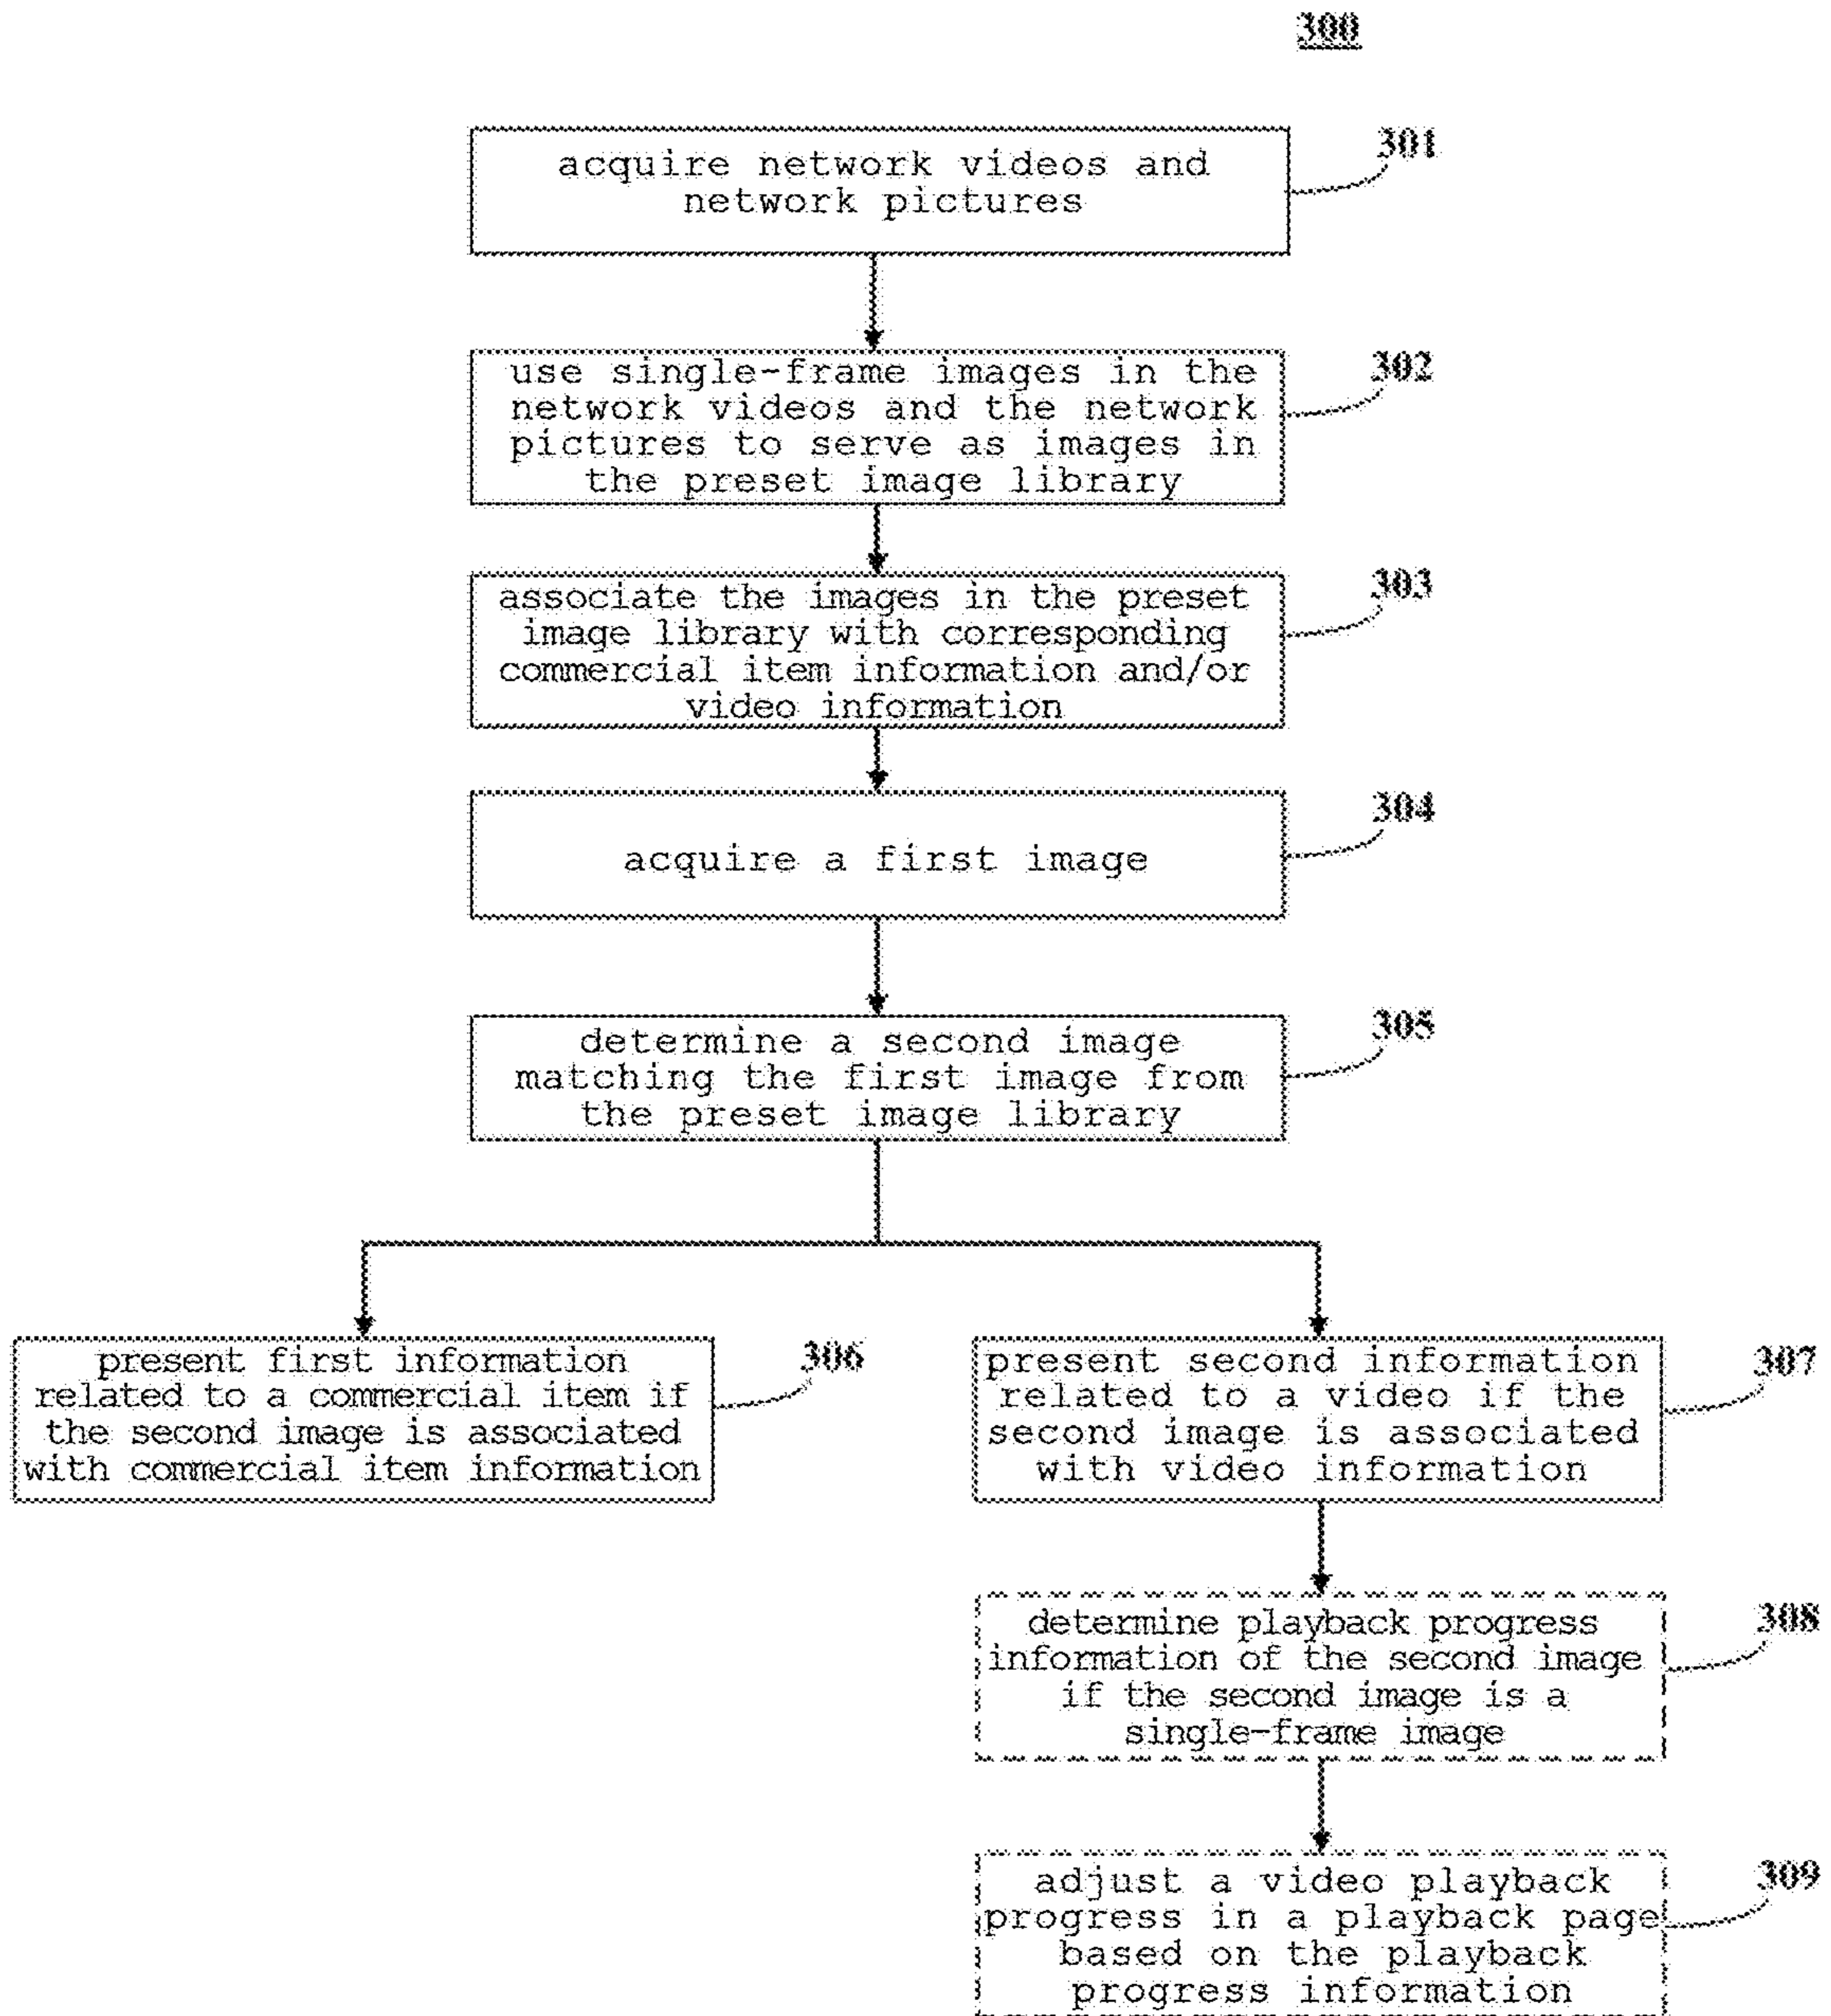 300
301
acquire network videos and
network pictures
302
use single-frame images in the
network videos and the network
pictures to serve as images in
the preset image library
303
associate the images in the preset
image library with corresponding
commercial item information and/or
video information
304
acquire a first image
305
determine a second image
matching the first image from
the preset image library
306
present first information
related to a commercial item if
the second image is associated
with commercial item information
307
present second information
related to a video if the
second image is associated
with video information
308
determine playback progress
information of the second image
if the second image is a
single-frame image
309
adjust a video playback
progress in a playback page
based on the playback
progress information